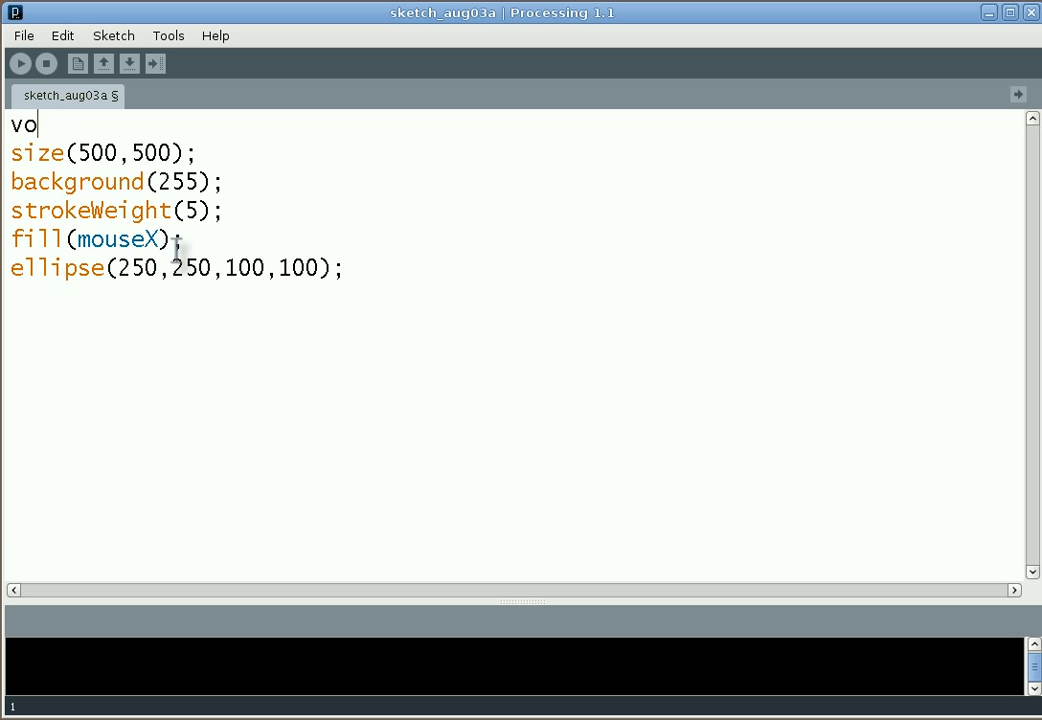 sketch_aug03a | Processing 1.1
File Edit Sketch Tools Help
sketch_aug03a §
vo
size(500,500);
background(255);
strokeWeight(5);
fill(mouseX);
ellipse(250,250,100,100);
1